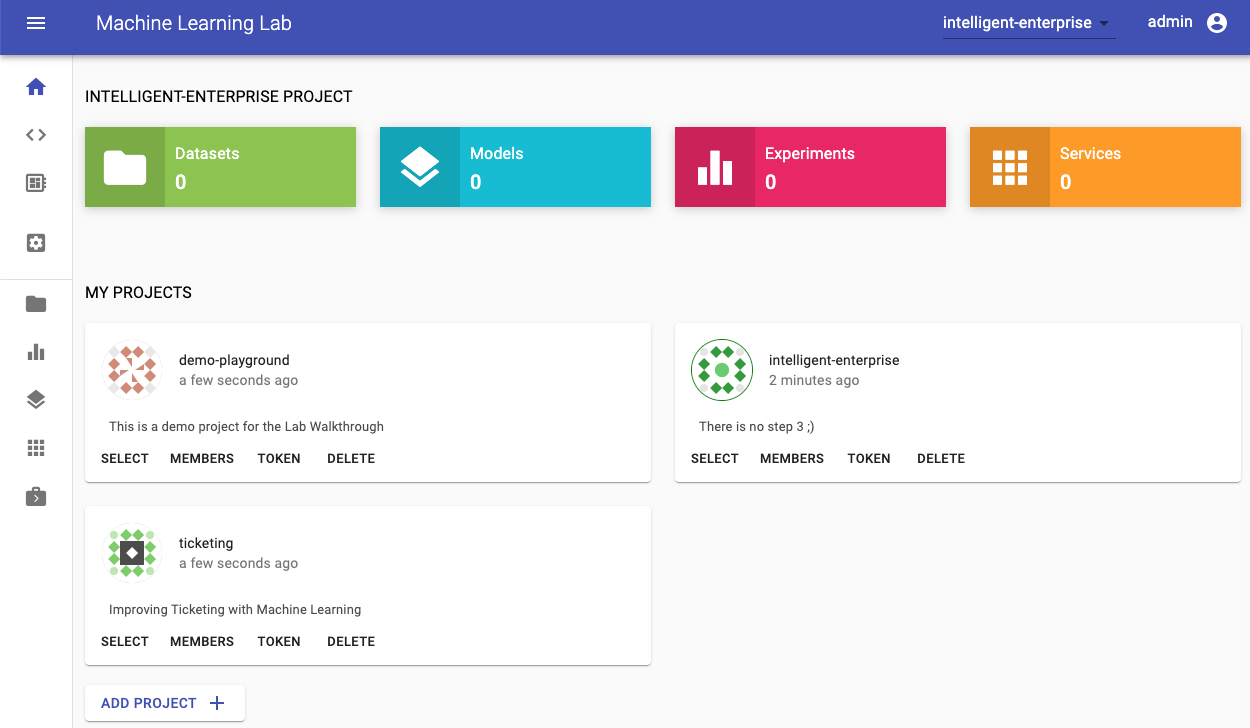 Machine Learning Lab
intelligent-enterprise
admin
INTELLIGENT-ENTERPRISE PROJECT
Datasets
0
Models
0
Experiments
0
Services
0
MY PROJECTS
demo-playground
a few seconds ago
This is a demo project for the Lab Walkthrough
SELECT MEMBERS TOKEN DELETE
intelligent-enterprise
2 minutes ago
There is no step 3 ;)
SELECT MEMBERS TOKEN DELETE
ticketing
a few seconds ago
Improving Ticketing with Machine Learning
SELECT MEMBERS TOKEN DELETE
ADD PROJECT